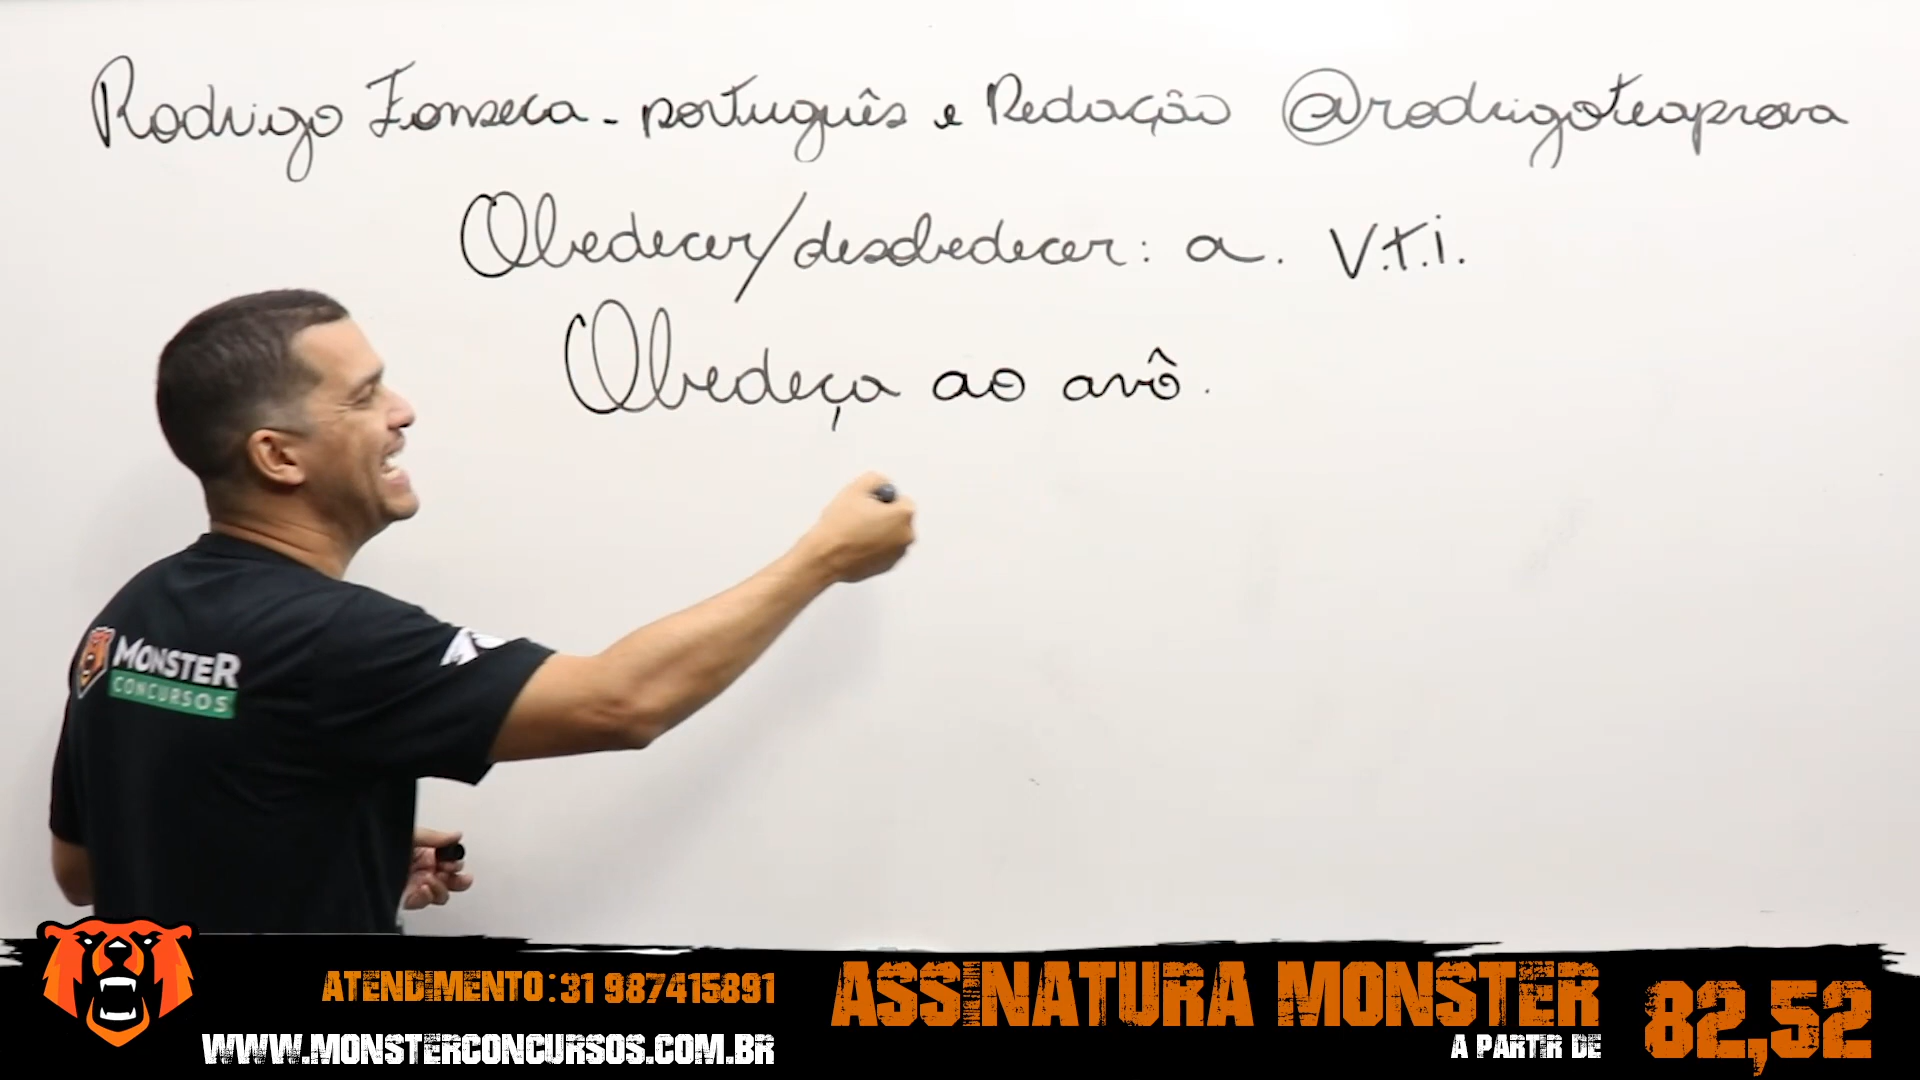 Rodrigo Fonseca - português e Redação @rodrigoteaprova
Obedecer/desobedecer: a. V.t.i.
Obedeça ao avô.
MONSTER
CONCURSOS
ATENDIMENTO: 31 987415891
WWW.MONSTERCONCURSOS.COM.BR
ASSINATURA MONSTER
A PARTIR DE
82,52